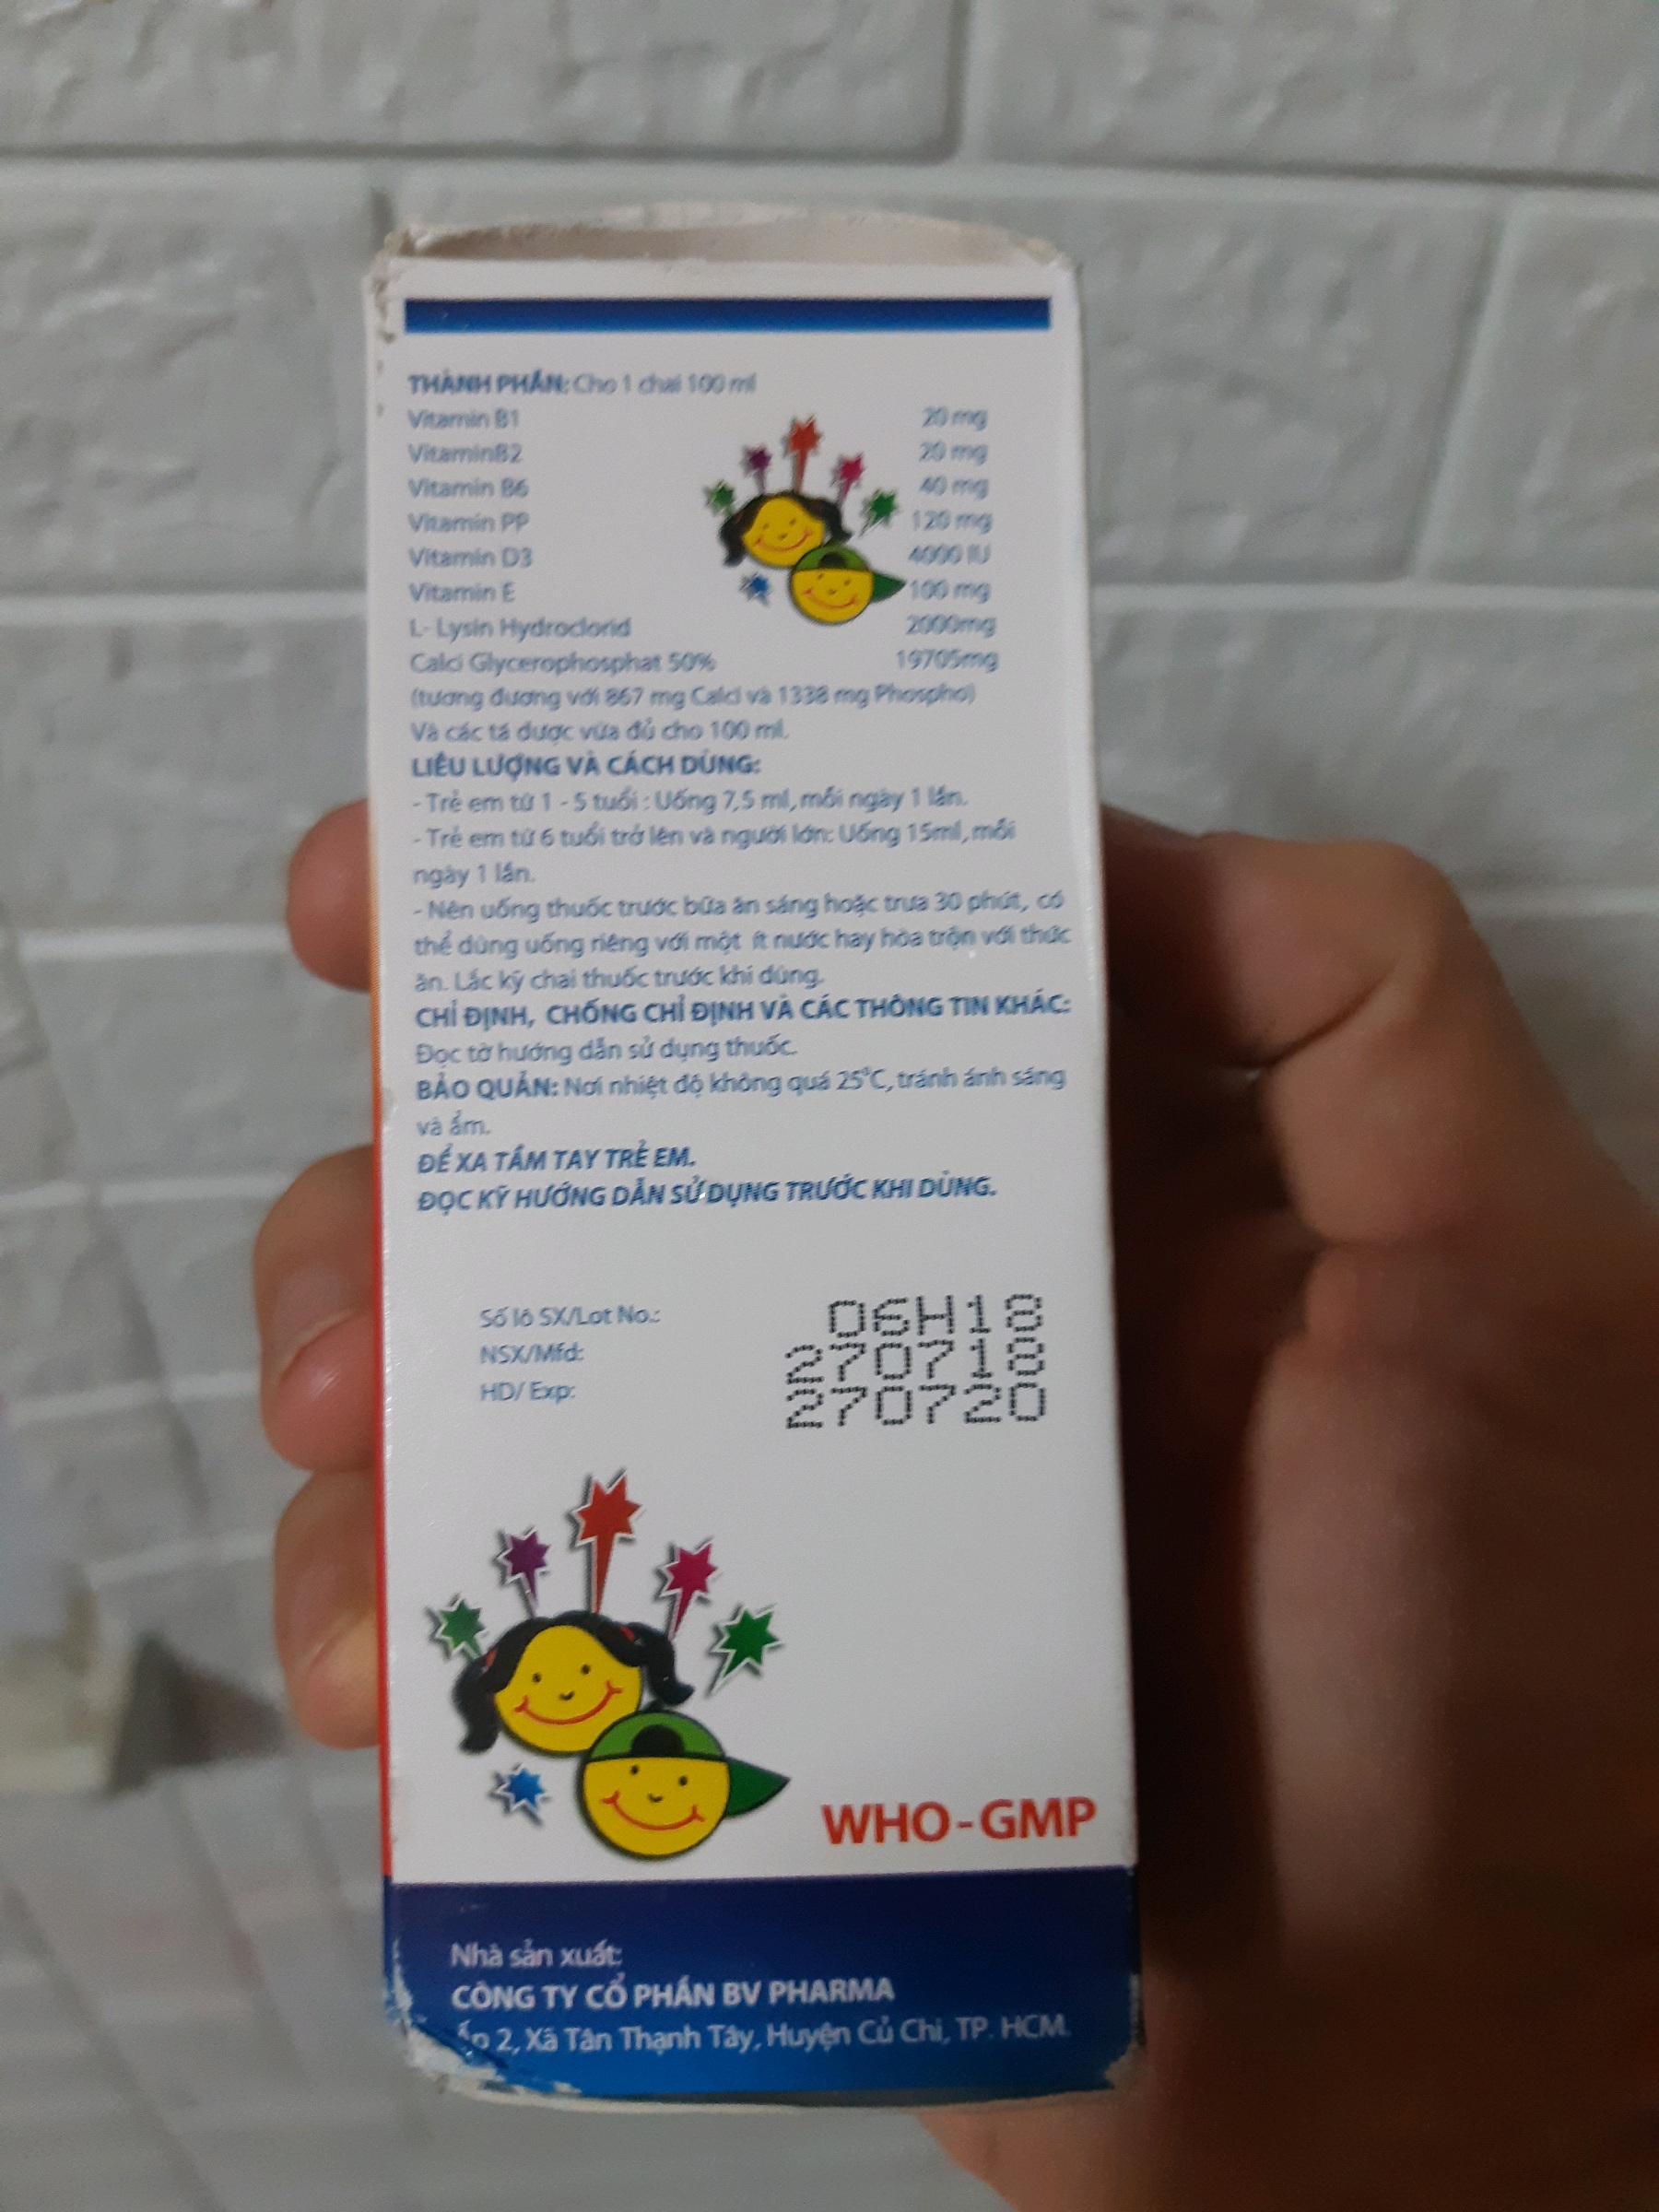 THÀNH PHẦN: Cho 1 chai 100 ml
Vitamin B1 20 mg
VitaminB2 20 mg
Vitamin B6 40 mg
Vitamin PP 120 mg
Vitamin D3 4000 IU
Vitamin E 100 mg
L- Lysin Hydroclorid 2000mg
Calci Glycerophosphat 50% 19705mg
(tương đương với 867 mg Calci và 1338 mg Phospho)
Và các tá dược vừa đủ cho 100 ml.
LIỀU LƯỢNG VÀ CÁCH DÙNG:
- Trẻ em từ 1 - 5 tuổi : Uống 7,5 ml, mỗi ngày 1 lần.
- Trẻ em từ 6 tuổi trở lên và người lớn: Uống 15ml, mỗi
ngày 1 lần.
- Nên uống thuốc trước bữa ăn sáng hoặc trưa 30 phút, có
thể dùng uống riêng với một ít nước hay hòa trộn với thức
ăn. Lắc kỹ chai thuốc trước khi dùng.
CHỈ ĐỊNH, CHỐNG CHỈ ĐỊNH VÀ CÁC THÔNG TIN KHÁC:
Đọc tờ hướng dẫn sử dụng thuốc.
BẢO QUẢN: Nơi nhiệt độ không quá 25°C, tránh ánh sáng
và ẩm.
ĐỂ XA TẦM TAY TRẺ EM.
ĐỌC KỸ HƯỚNG DẪN SỬ DỤNG TRƯỚC KHI DÙNG.
Số lô SX/Lot No.: 06H18
NSX/Mfd: 270718
HD/ Exp: 270720
WHO-GMP
Nhà sản xuất:
CÔNG TY CỔ PHẦN BV PHARMA
Ấp 2, Xã Tân Thạnh Tây, Huyện Củ Chi, TP. HCM.